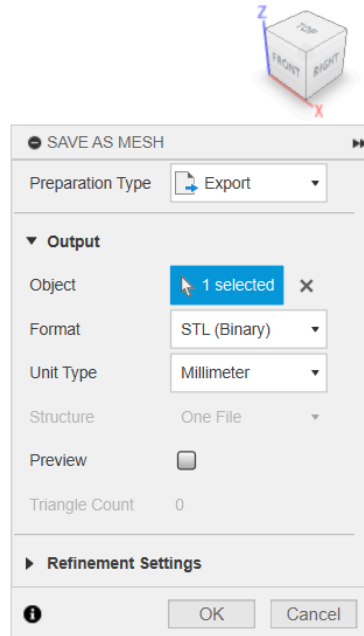 Z
TOP
FRONT
RIGHT
X
SAVE AS MESH
Preparation Type Export
Output
Object 1 selected
Format STL (Binary)
Unit Type Millimeter
Structure One File
Preview
Triangle Count 0
Refinement Settings
OK Cancel